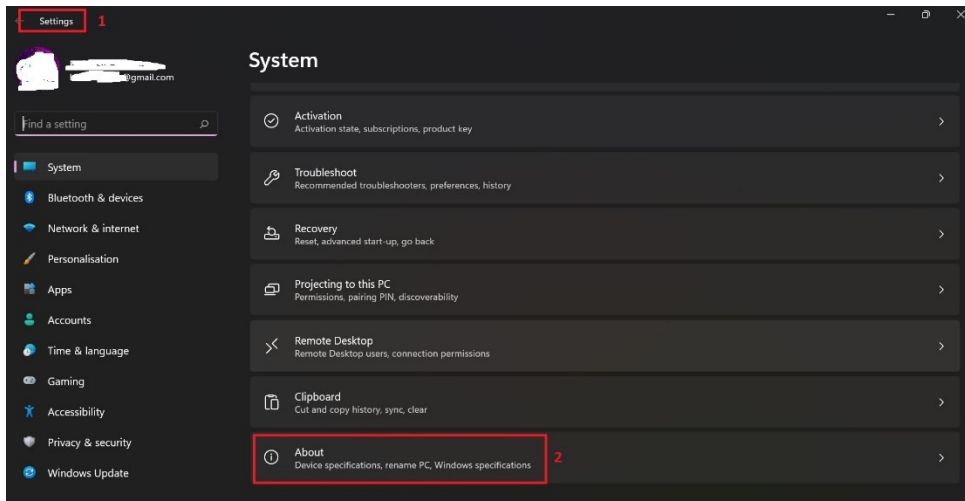 Settings 1
@gmail.com
System
Find a setting
System
Bluetooth & devices
Network & internet
Personalisation
Apps
Accounts
Time & language
Gaming
Accessibility
Privacy & security
Windows Update
Activation
Activation state, subscriptions, product key
Troubleshoot
Recommended troubleshooters, preferences, history
Recovery
Reset, advanced start-up, go back
Projecting to this PC
Permissions, pairing PIN, discoverability
Remote Desktop
Remote Desktop users, connection permissions
Clipboard
Cut and copy history, sync, clear
About
Device specifications, rename PC, Windows specifications
2